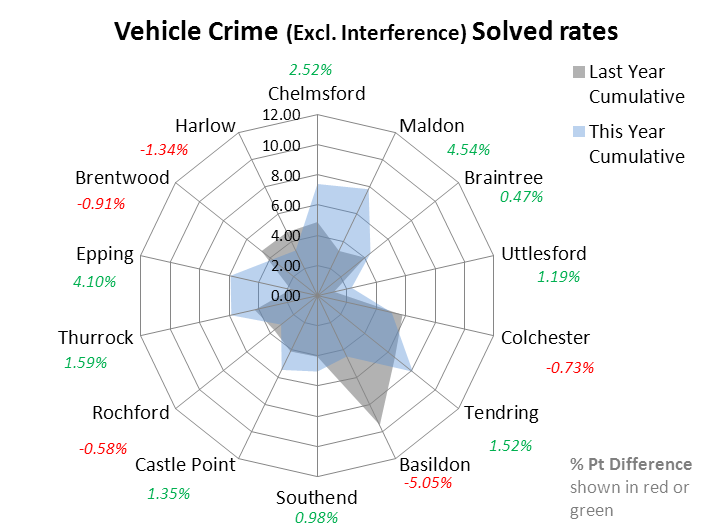 Vehicle Crime (Excl. Interference) Solved rates
2.52%
Chelmsford
Last Year
Cumulative
This Year
Cumulative
12.00
10.00
8.00
6.00
4.00
2.00
0.00
Maldon
4.54%
Braintree
0.47%
Uttlesford
1.19%
Colchester
-0.73%
Tendring
1.52%
Basildon
-5.05%
Southend
0.98%
Castle Point
1.35%
Rochford
-0.58%
Thurrock
1.59%
Epping
4.10%
Brentwood
-0.91%
Harlow
-1.34%
% Pt Difference
shown in red or
green